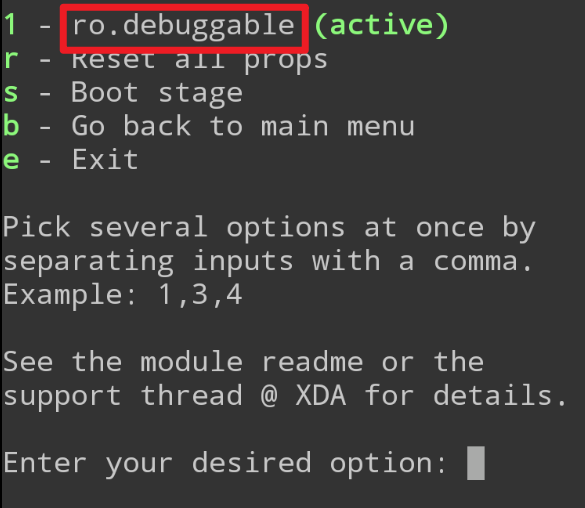 1 - ro.debuggable (active)
r - Reset all props
s - Boot stage
b - Go back to main menu
e - Exit
Pick several options at once by
separating inputs with a comma.
Example: 1,3,4
See the module readme or the
support thread @ XDA for details.
Enter your desired option: